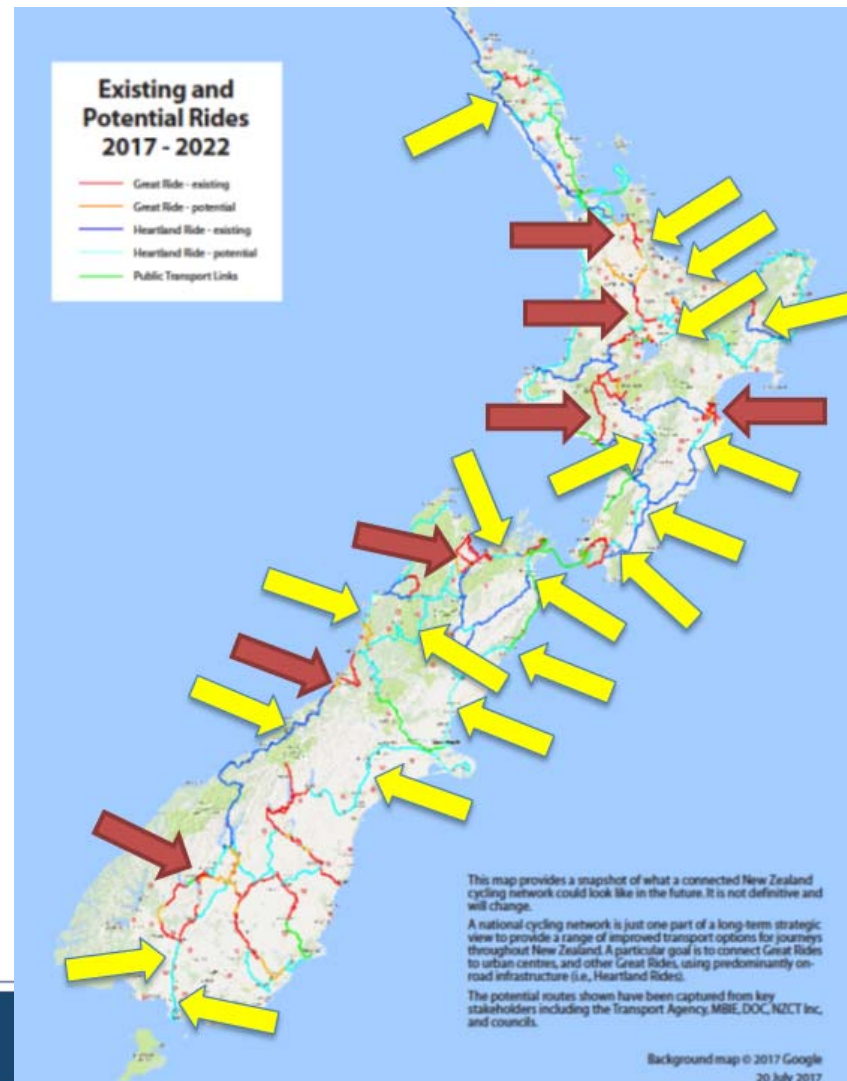 Existing and
Potential Rides
2017 - 2022
Great Ride - existing
Great Ride - potential
Heartland Ride - existing
Heartland Ride - potential
Public Transport Links
This map provides a snapshot of what a connected New Zealand
cycling network could look like in the future. It is not definitive and
will change.
A national cycling network is just one part of a long-term strategic
view to provide a range of improved transport options for journeys
throughout New Zealand. A particular goal is to connect Great Rides
to urban centres, and other Great Rides, using predominantly on-
road infrastructure (i.e., Heartland Rides).
The potential routes shown have been captured from key
stakeholders including the Transport Agency, MBIE, DOC, NZCT Inc,
and councils.
Background map © 2017 Google
20 July 2017